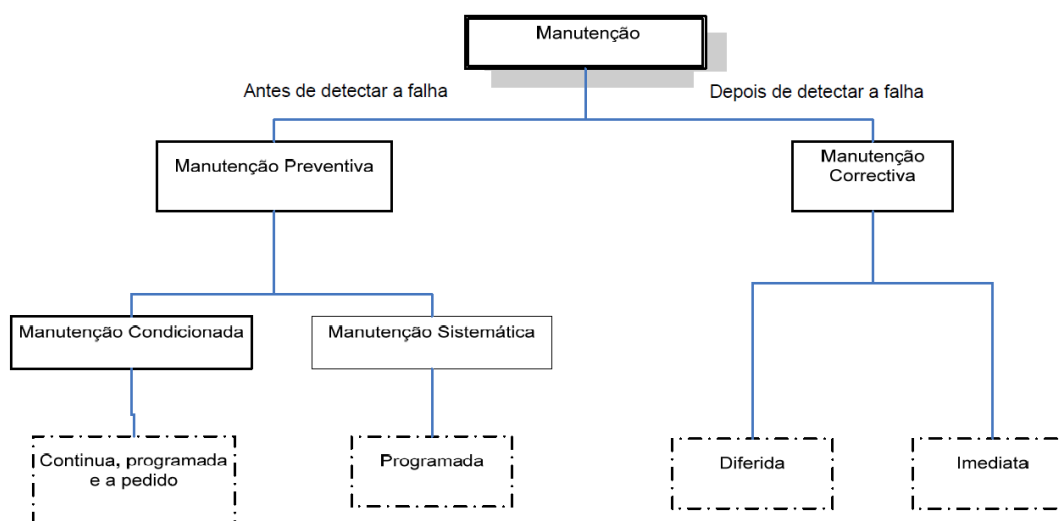 Manutenção
Antes de detectar a falha
Depois de detectar a falha
Manutenção Preventiva
Manutenção
Correctiva
Manutenção Condicionada
Manutenção Sistemática
Continua, programada
e a pedido
Programada
Diferida
Imediata